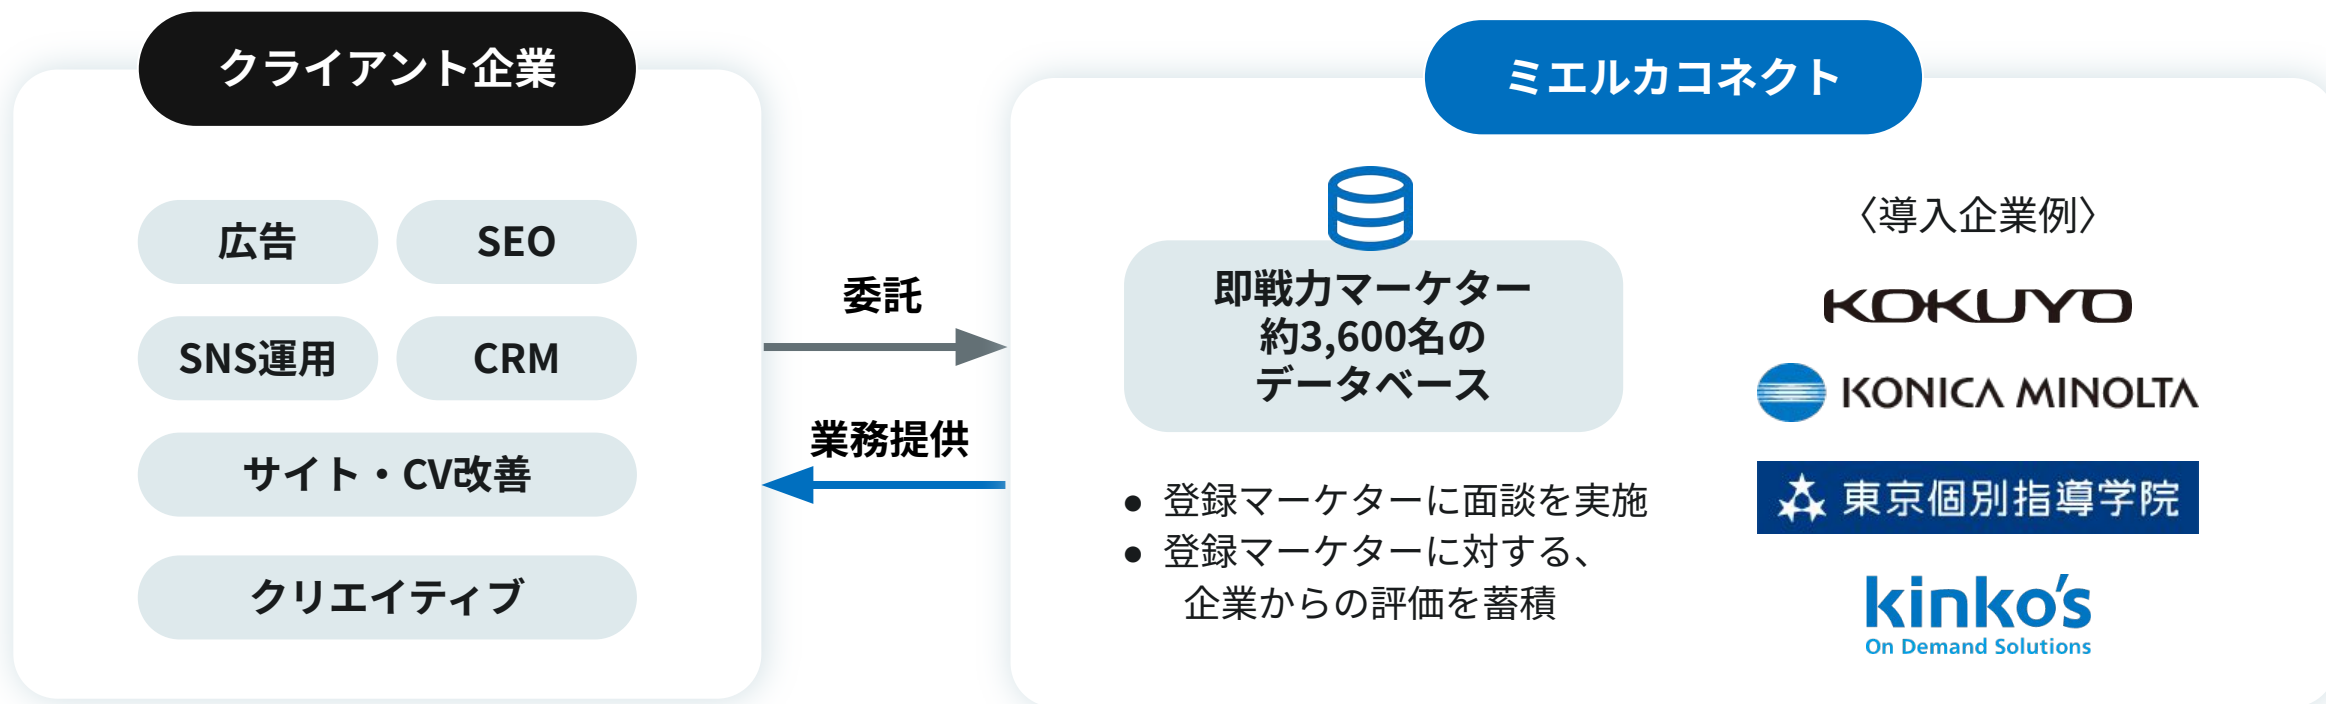 クライアント企業
広告
SEO
SNS運用
CRM
サイト・CV改善
クリエイティブ
委託
業務提供
ミエルカコネクト
即戦力マーケター
約3,600名の
データベース
● 登録マーケターに面談を実施
● 登録マーケターに対する、
企業からの評価を蓄積
〈導入企業例〉
KOKUYO
KONICA MINOLTA
東京個別指導学院
kinko's
On Demand Solutions